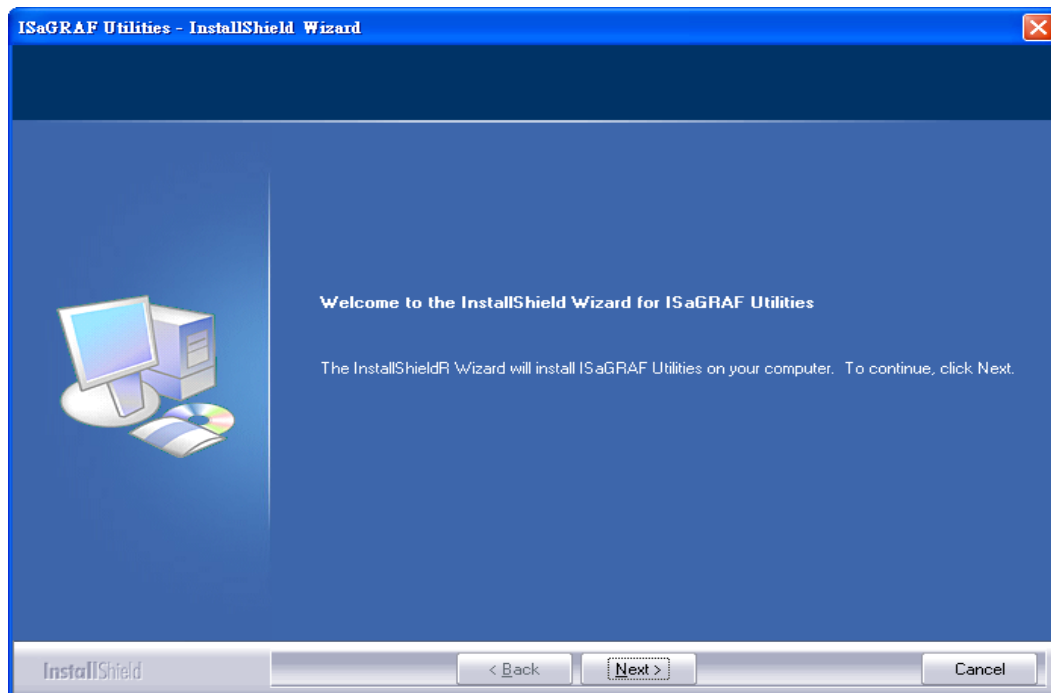 ISaGRAF Utilities - InstallShield Wizard
Welcome to the InstallShield Wizard for ISaGRAF Utilities
The InstallShieldR Wizard will install ISaGRAF Utilities on your computer. To continue, click Next.
InstallShield
< Back
Next >
Cancel